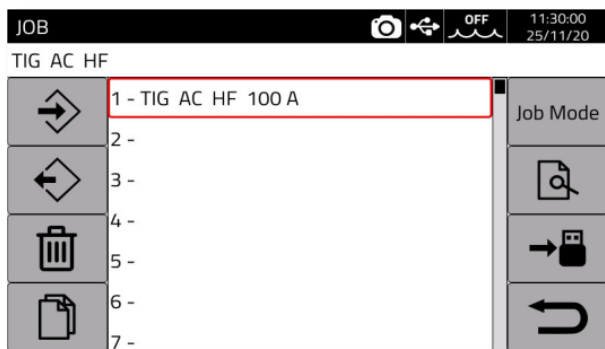 JOB
OFF
11:30:00
25/11/20
TIG AC HF
1 - TIG AC HF 100 A
2 -
3 -
4 -
5 -
6 -
7 -
Job Mode